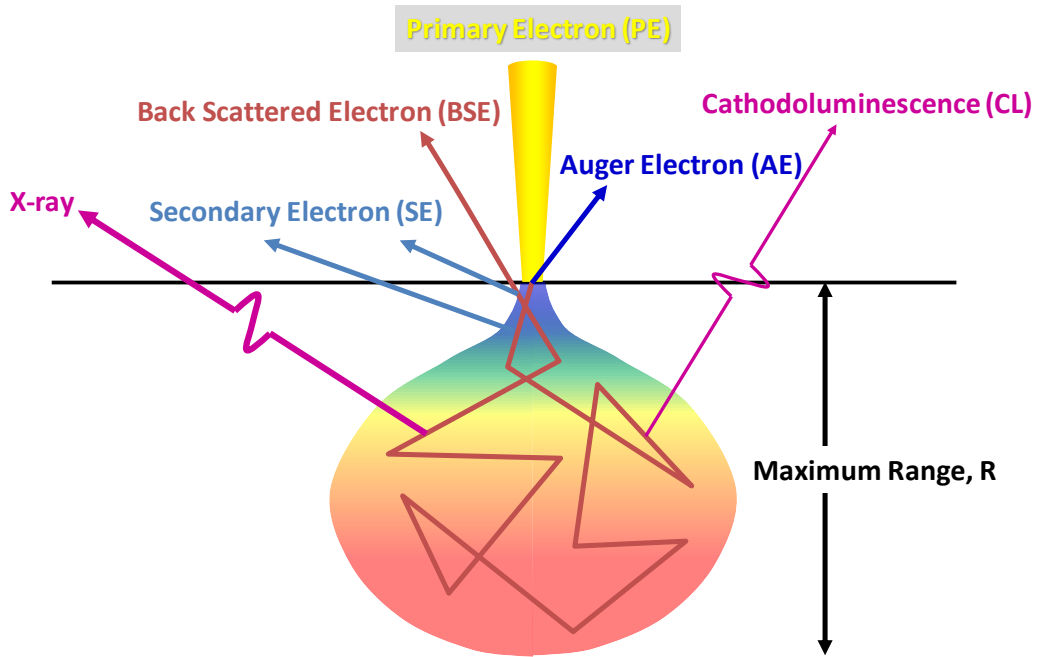 Primary Electron (PE)
Back Scattered Electron (BSE)
Cathodoluminescence (CL)
Auger Electron (AE)
X-ray
Secondary Electron (SE)
Maximum Range, R